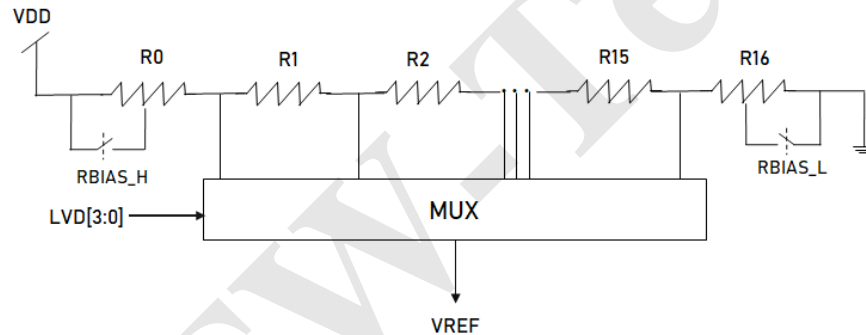 VDD
R0
R1
R2
R15
R16
RBIAS_H
RBIAS_L
LVD[3:0]
MUX
VREF